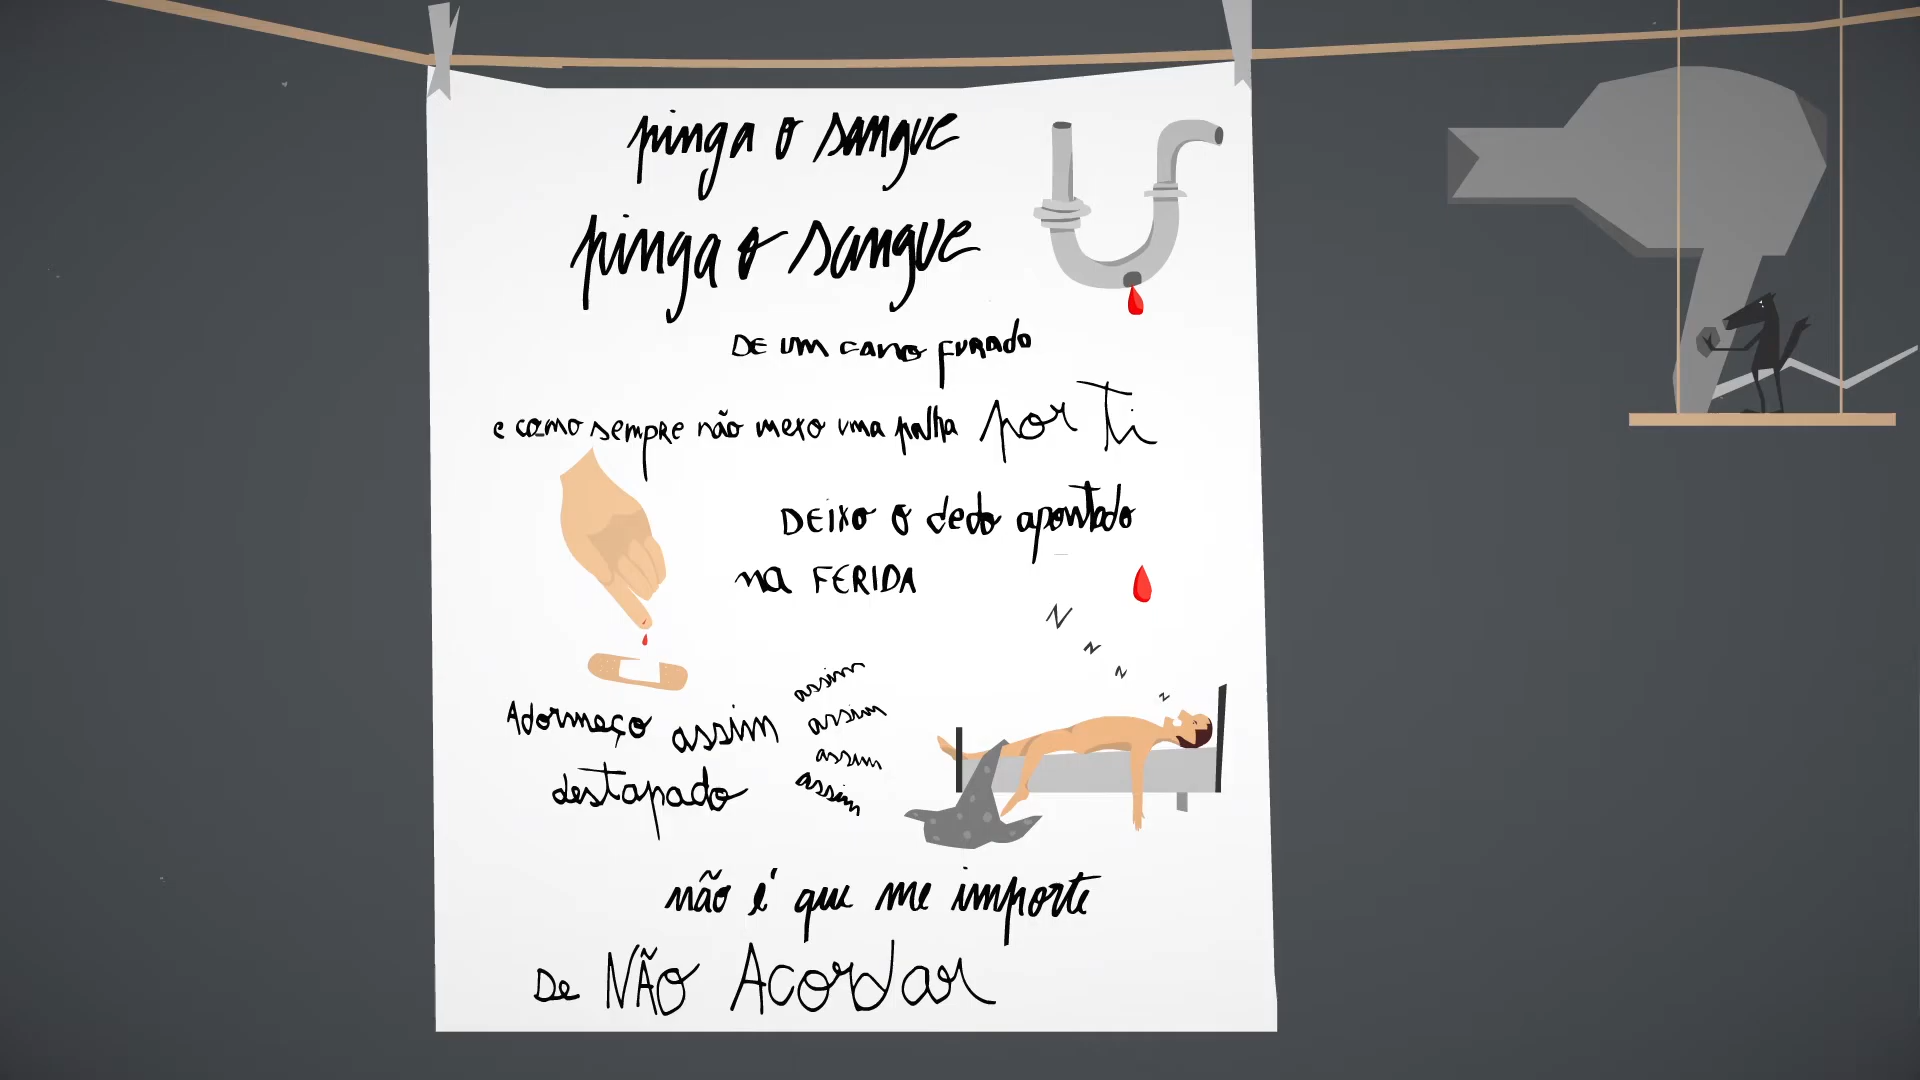 pinga o sangue
pinga o sangue
DE um cano furado
e como sempre não mexo uma palha por ti
DEIXO o dedo apontado
na FERIDA
z
z
z
z
Adormeço assim assim
assim
assim
assim
destapado
não é que me importe
De NÃO Acordar